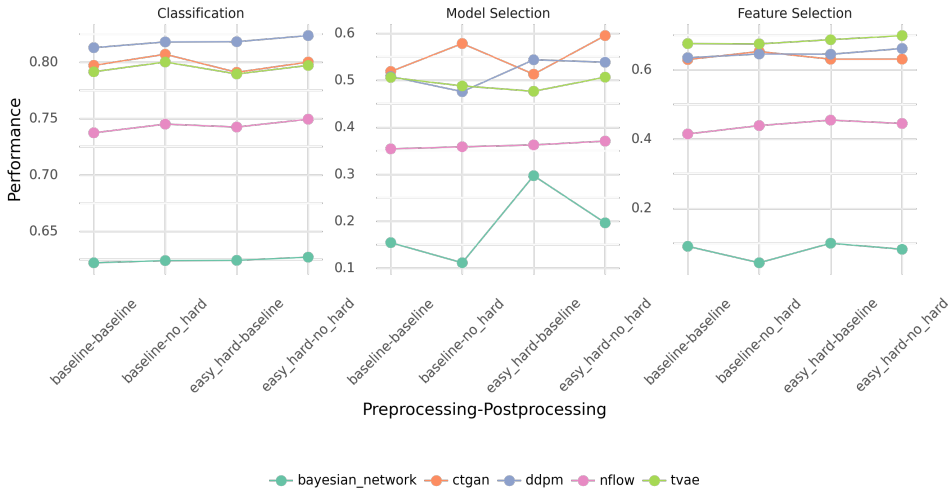 Classification
Model Selection
Feature Selection
Performance
0.80
0.75
0.70
0.65
0.6
0.5
0.4
0.3
0.2
0.1
0.6
0.4
0.2
baseline-baseline
baseline-no_hard
easy_hard-baseline
easy_hard-no_hard
baseline-baseline
baseline-no_hard
easy_hard-baseline
easy_hard-no_hard
baseline-baseline
baseline-no_hard
easy_hard-baseline
easy_hard-no_hard
Preprocessing-Postprocessing
bayesian_network ctgan ddpm nflow tvae